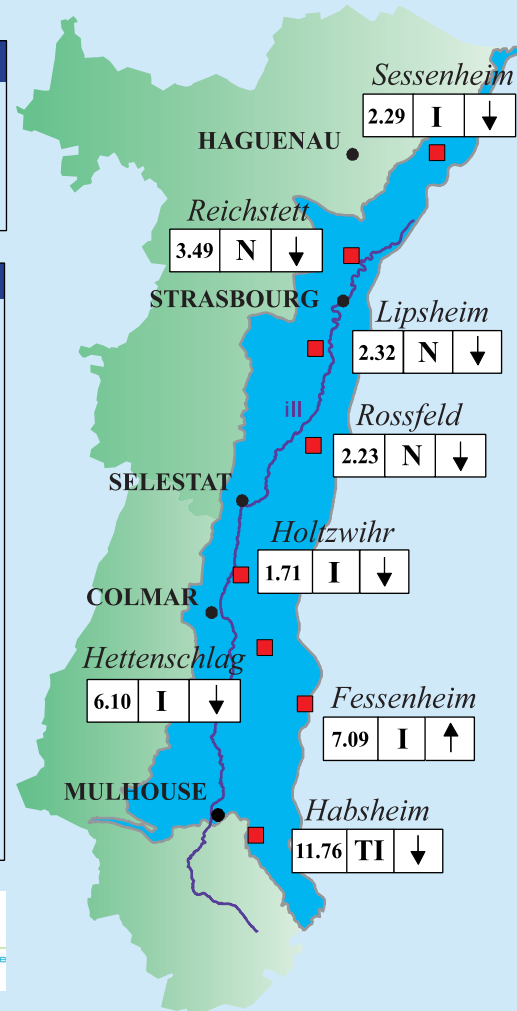 Sessenheim
2.29 I ↓
HAGUENAU
Reichstett
3.49 N ↓
STRASBOURG
Lipsheim
2.32 N ↓
ill
Rossfeld
2.23 N ↓
SELESTAT
Holtzwihr
1.71 I ↓
COLMAR
Hettenschlag
6.10 I ↓
Fessenheim
7.09 I ↑
MULHOUSE
Habsheim
11.76 TI ↓